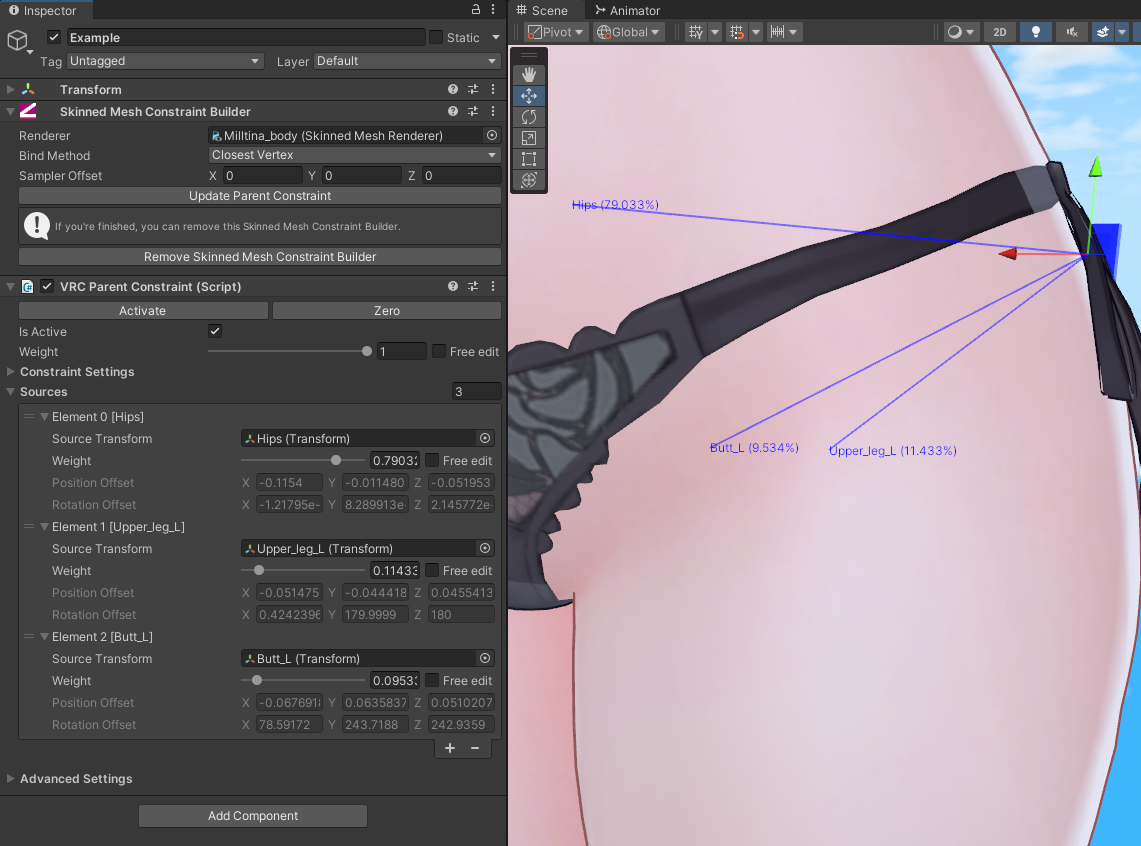 Inspector
Example
Static
Tag Untagged Layer Default
Transform
Skinned Mesh Constraint Builder
Renderer Milltina_body (Skinned Mesh Renderer)
Bind Method Closest Vertex
Sampler Offset X 0 Y 0 Z 0
Update Parent Constraint
If you're finished, you can remove this Skinned Mesh Constraint Builder.
Remove Skinned Mesh Constraint Builder
VRC Parent Constraint (Script)
Activate Zero
Is Active
Weight 1 Free edit
Constraint Settings
Sources 3
Element 0 [Hips]
Source Transform Hips (Transform)
Weight 0.7903 Free edit
Position Offset X -0.1154 Y -0.011480 Z -0.051953
Rotation Offset X -1.21795e- Y 8.289913e- Z 2.145772e-
Element 1 [Upper_leg_L]
Source Transform Upper_leg_L (Transform)
Weight 0.1143 Free edit
Position Offset X -0.051475 Y -0.044418 Z 0.0455413
Rotation Offset X 0.4242396 Y 179.9999 Z 180
Element 2 [Butt_L]
Source Transform Butt_L (Transform)
Weight 0.0953 Free edit
Position Offset X -0.067691 Y 0.0635837 Z 0.0510207
Rotation Offset X 78.59172 Y 243.7188 Z 242.9359
+ −
Advanced Settings
Add Component
Scene Animator
Pivot Global 2D
Hips (79.033%)
Butt_L (9.534%)
Upper_leg_L (11.433%)